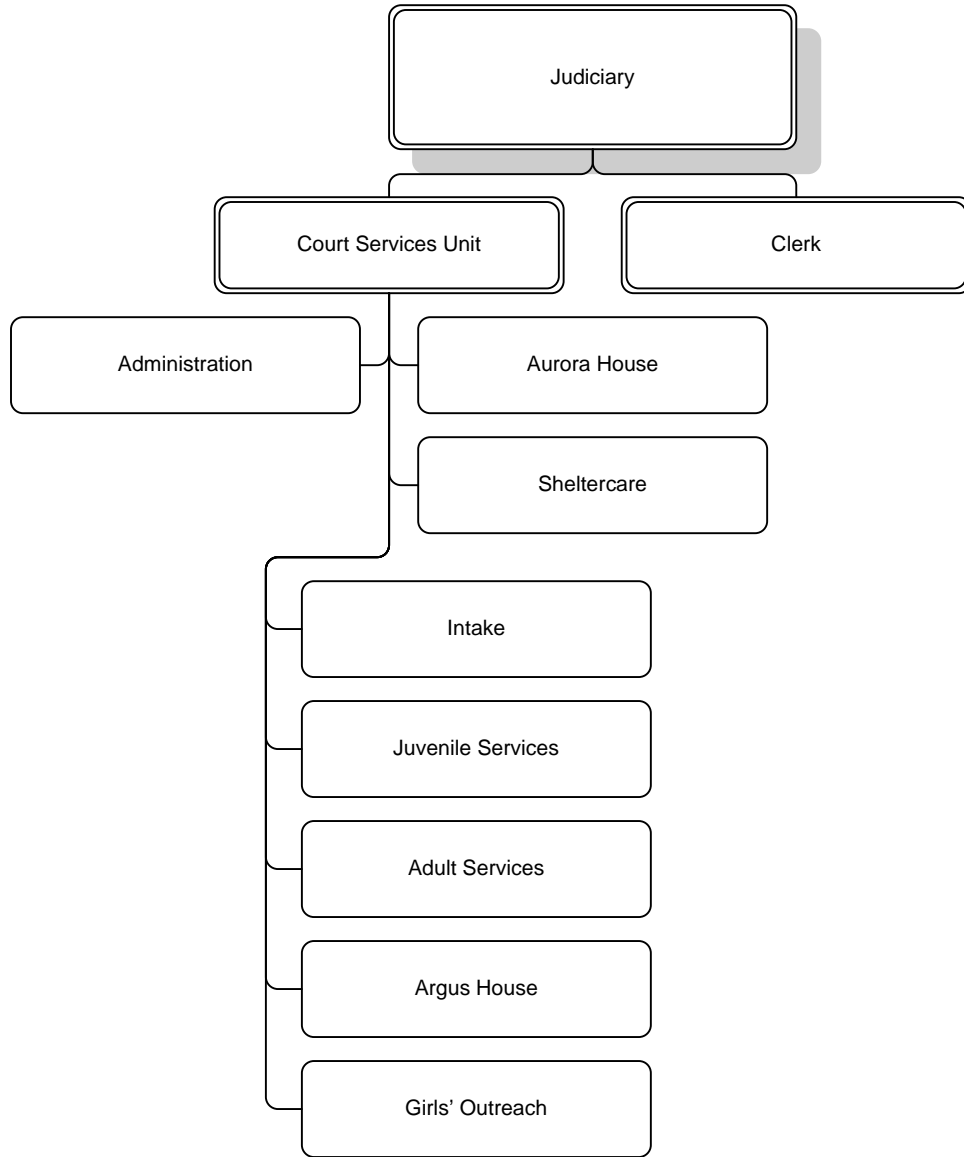 Judiciary
Court Services Unit
Clerk
Administration
Aurora House
Sheltercare
Intake
Juvenile Services
Adult Services
Argus House
Girls’ Outreach